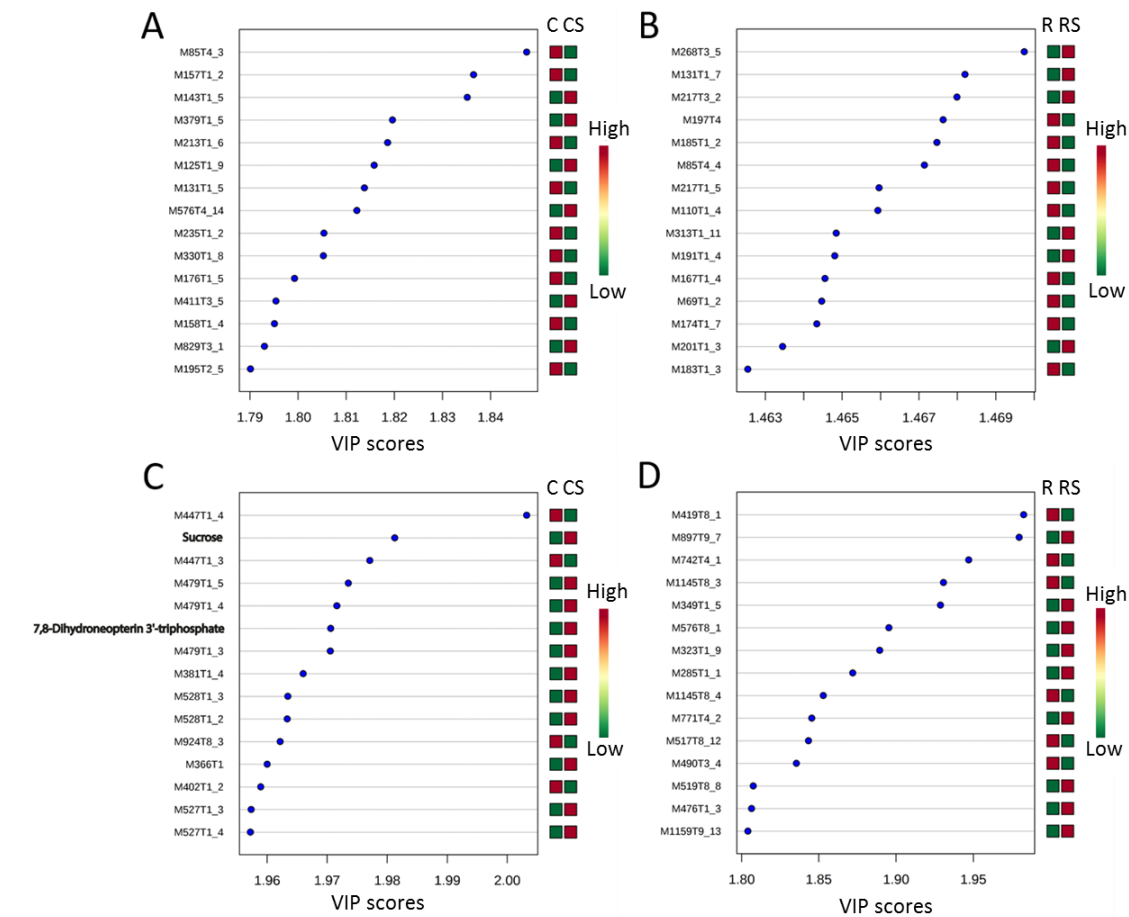 A
C CS
M85T4_3
M157T1_2
M143T1_5
M379T1_5
M213T1_6
M125T1_9
M131T1_5
M576T4_14
M235T1_2
M330T1_8
M176T1_5
M411T3_5
M158T1_4
M829T3_1
M195T2_5
High
Low
1.79 1.80 1.81 1.82 1.83 1.84
VIP scores
B
R RS
M268T3_5
M131T1_7
M217T3_2
M197T4
M185T1_2
M85T4_4
M217T1_5
M110T1_4
M313T1_11
M191T1_4
M167T1_4
M69T1_2
M174T1_7
M201T1_3
M183T1_3
High
Low
1.463 1.465 1.467 1.469
VIP scores
C
C CS
M447T1_4
Sucrose
M447T1_3
M479T1_5
M479T1_4
7,8-Dihydroneopterin 3'-triphosphate
M479T1_3
M381T1_4
M528T1_3
M528T1_2
M924T8_3
M366T1
M402T1_2
M527T1_3
M527T1_4
High
Low
1.96 1.97 1.98 1.99 2.00
VIP scores
D
R RS
M419T8_1
M897T9_7
M742T4_1
M1145T8_3
M349T1_5
M576T8_1
M323T1_9
M285T1_1
M1145T8_4
M771T4_2
M517T8_12
M490T3_4
M519T8_8
M476T1_3
M1159T9_13
High
Low
1.80 1.85 1.90 1.95
VIP scores